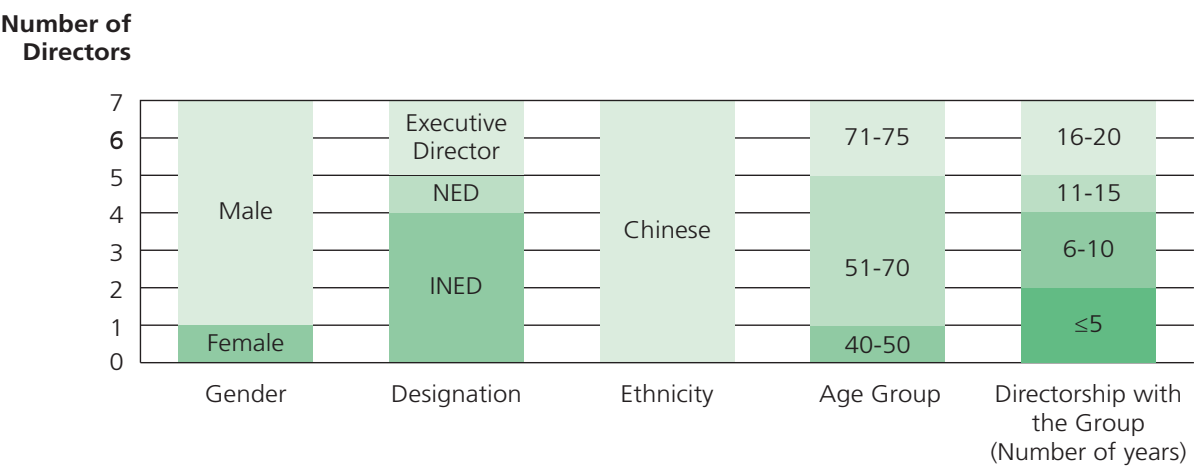 Number of
Directors
7
6
5
4
3
2
1
0
Male
Female
Executive
Director
NED
INED
Chinese
71-75
51-70
40-50
16-20
11-15
6-10
≤5
Gender
Designation
Ethnicity
Age Group
Directorship with
the Group
(Number of years)